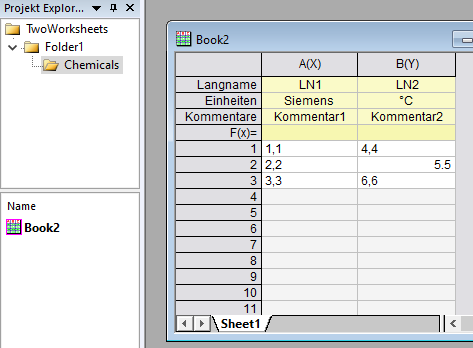 Projekt Explor...
TwoWorksheets
Folder1
Chemicals
Name
Book2
Book2
A(X) B(Y)
Langname LN1 LN2
Einheiten Siemens °C
Kommentare Kommentar1 Kommentar2
F(x)=
1 1,1 4,4
2 2,2 5.5
3 3,3 6,6
4
5
6
7
8
9
10
11
Sheet1